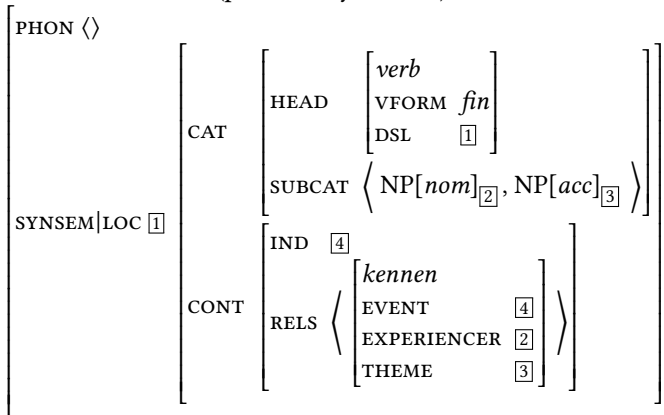 PHON ⟨⟩
SYNSEM|LOC 1
CAT
HEAD
verb
VFORM fin
DSL 1
SUBCAT ⟨ NP[nom]2, NP[acc]3 ⟩
CONT
IND 4
RELS ⟨
kennen
EVENT 4
EXPERIENCER 2
THEME 3
⟩